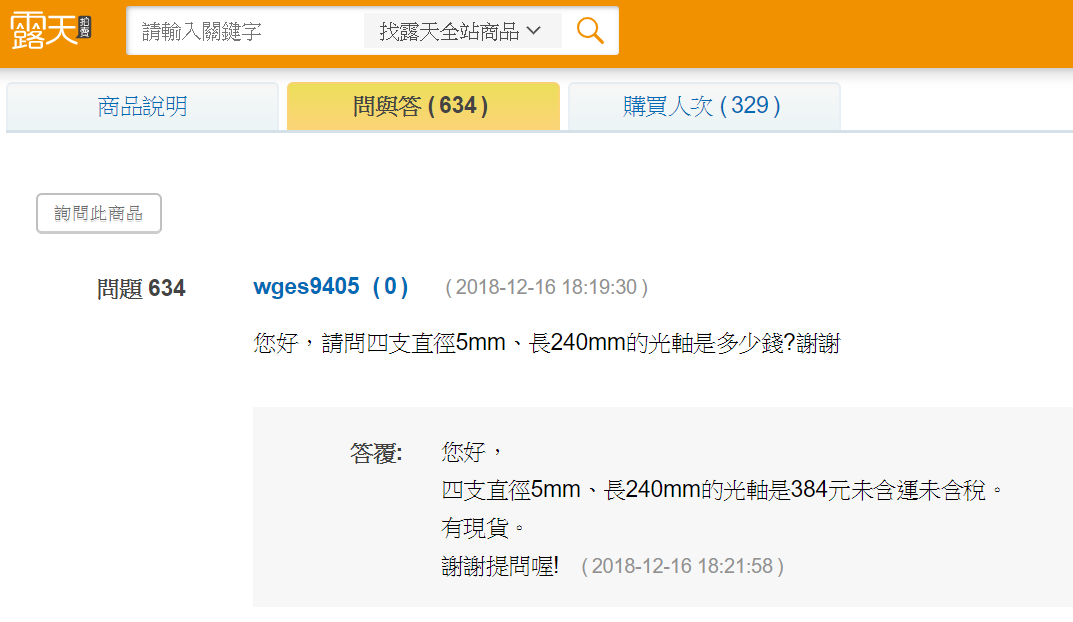 露天拍賣 請輸入關鍵字 找露天全站商品
商品說明 問與答 ( 634 ) 購買人次 ( 329 )
詢問此商品
問題 634 wges9405 ( 0 ) ( 2018-12-16 18:19:30 )
您好，請問四支直徑5mm、長240mm的光軸是多少錢?謝謝
答覆: 您好，
四支直徑5mm、長240mm的光軸是384元未含運未含稅。
有現貨。
謝謝提問喔! ( 2018-12-16 18:21:58 )